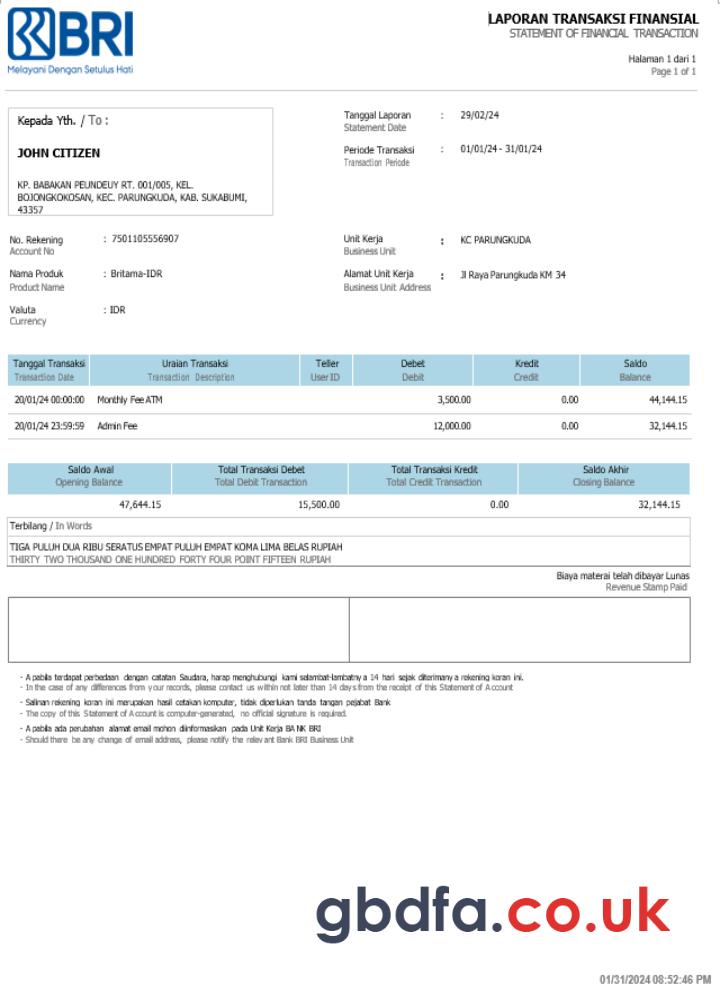 BRI
Melayani Dengan Setulus Hati
LAPORAN TRANSAKSI FINANSIAL
STATEMENT OF FINANCIAL TRANSACTION
Halaman 1 dari 1
Page 1 of 1
Kepada Yth. / To :
JOHN CITIZEN
KP. BABAKAN PEUNDEUY RT. 001/005, KEL.
BOJONGKOKOSAN, KEC. PARUNGKUDA, KAB. SUKABUMI,
43357
Tanggal Laporan : 29/02/24
Statement Date
Periode Transaksi : 01/01/24 - 31/01/24
Transaction Periode
No. Rekening : 7501105556907
Account No
Nama Produk : Britama-IDR
Product Name
Valuta : IDR
Currency
Unit Kerja : KC PARUNGKUDA
Business Unit
Alamat Unit Kerja : Jl Raya Parungkuda KM 34
Business Unit Address
Tanggal Transaksi Uraian Transaksi Teller Debet Kredit Saldo
Transaction Date Transaction Description User ID Debit Credit Balance
20/01/24 00:00:00 Monthly Fee ATM 3,500.00 0.00 44,144.15
20/01/24 23:59:59 Admin Fee 12,000.00 0.00 32,144.15
Saldo Awal Total Transaksi Debet Total Transaksi Kredit Saldo Akhir
Opening Balance Total Debit Transaction Total Credit Transaction Closing Balance
47,644.15 15,500.00 0.00 32,144.15
Terbilang / In Words
TIGA PULUH DUA RIBU SERATUS EMPAT PULUH EMPAT KOMA LIMA BELAS RUPIAH
THIRTY TWO THOUSAND ONE HUNDRED FORTY FOUR POINT FIFTEEN RUPIAH
Biaya materai telah dibayar Lunas
Revenue Stamp Paid
- Apabila terdapat perbedaan dengan catatan Saudara, harap menghubungi kami selambat-lambatnya 14 hari sejak diterimanya rekening koran ini.
- In the case of any differences from your records, please contact us within not later than 14 days from the receipt of this Statement of Account
- Salinan rekening koran ini merupakan hasil cetakan komputer, tidak diperlukan tanda tangan pejabat Bank
- The copy of this Statement of Account is computer-generated, no official signature is required.
- Apabila ada perubahan alamat email mohon diinformasikan pada Unit Kerja BANK BRI
- Should there be any change of email address, please notify the relevant Bank BRI Business Unit
gbdfa.co.uk
01/31/2024 08:52:46 PM